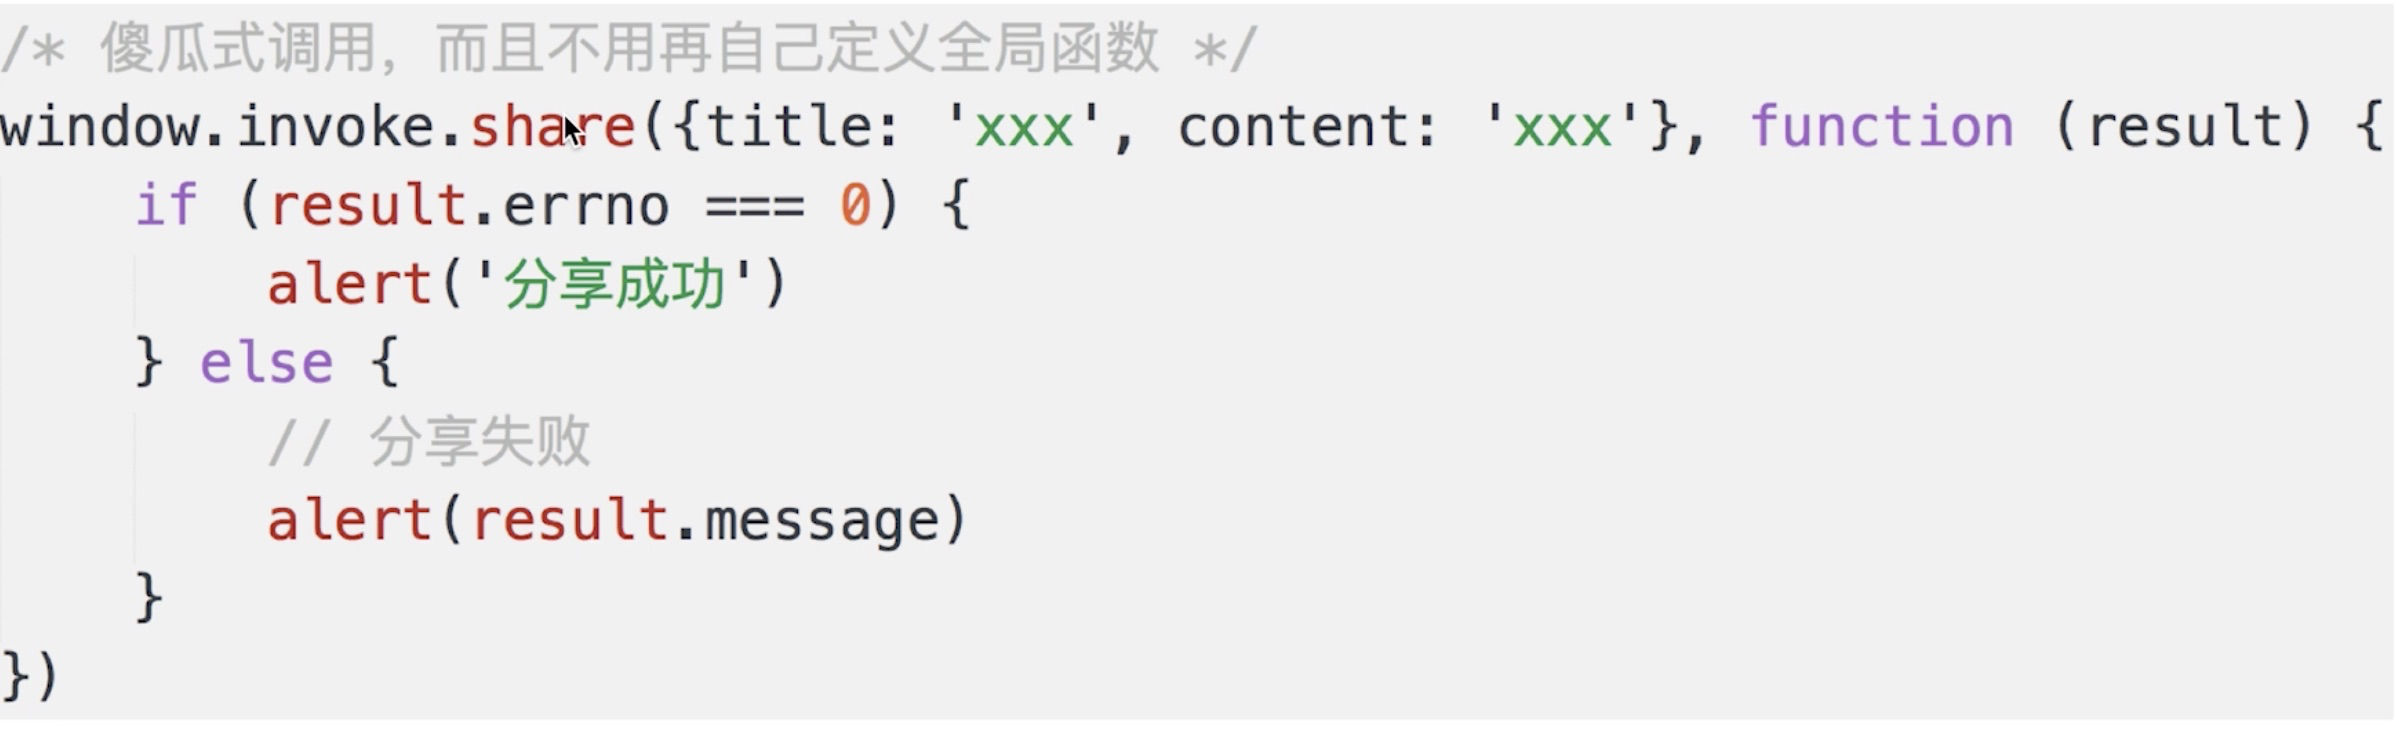 /* 傻瓜式调用，而且不用再自己定义全局函数 */
window.invoke.share({title: 'xxx', content: 'xxx'}, function (result) {
    if (result.errno === 0) {
        alert('分享成功')
    } else {
        // 分享失败
        alert(result.message)
    }
})